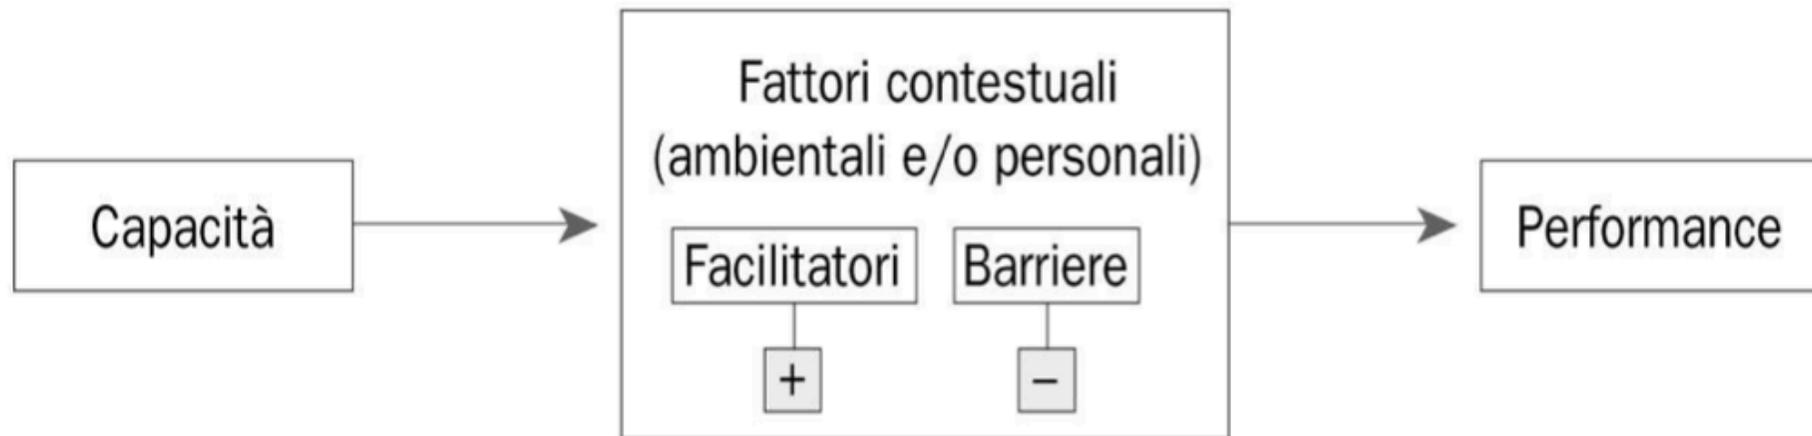 Capacità
Fattori contestuali
(ambientali e/o personali)
Facilitatori
Barriere
+
–
Performance